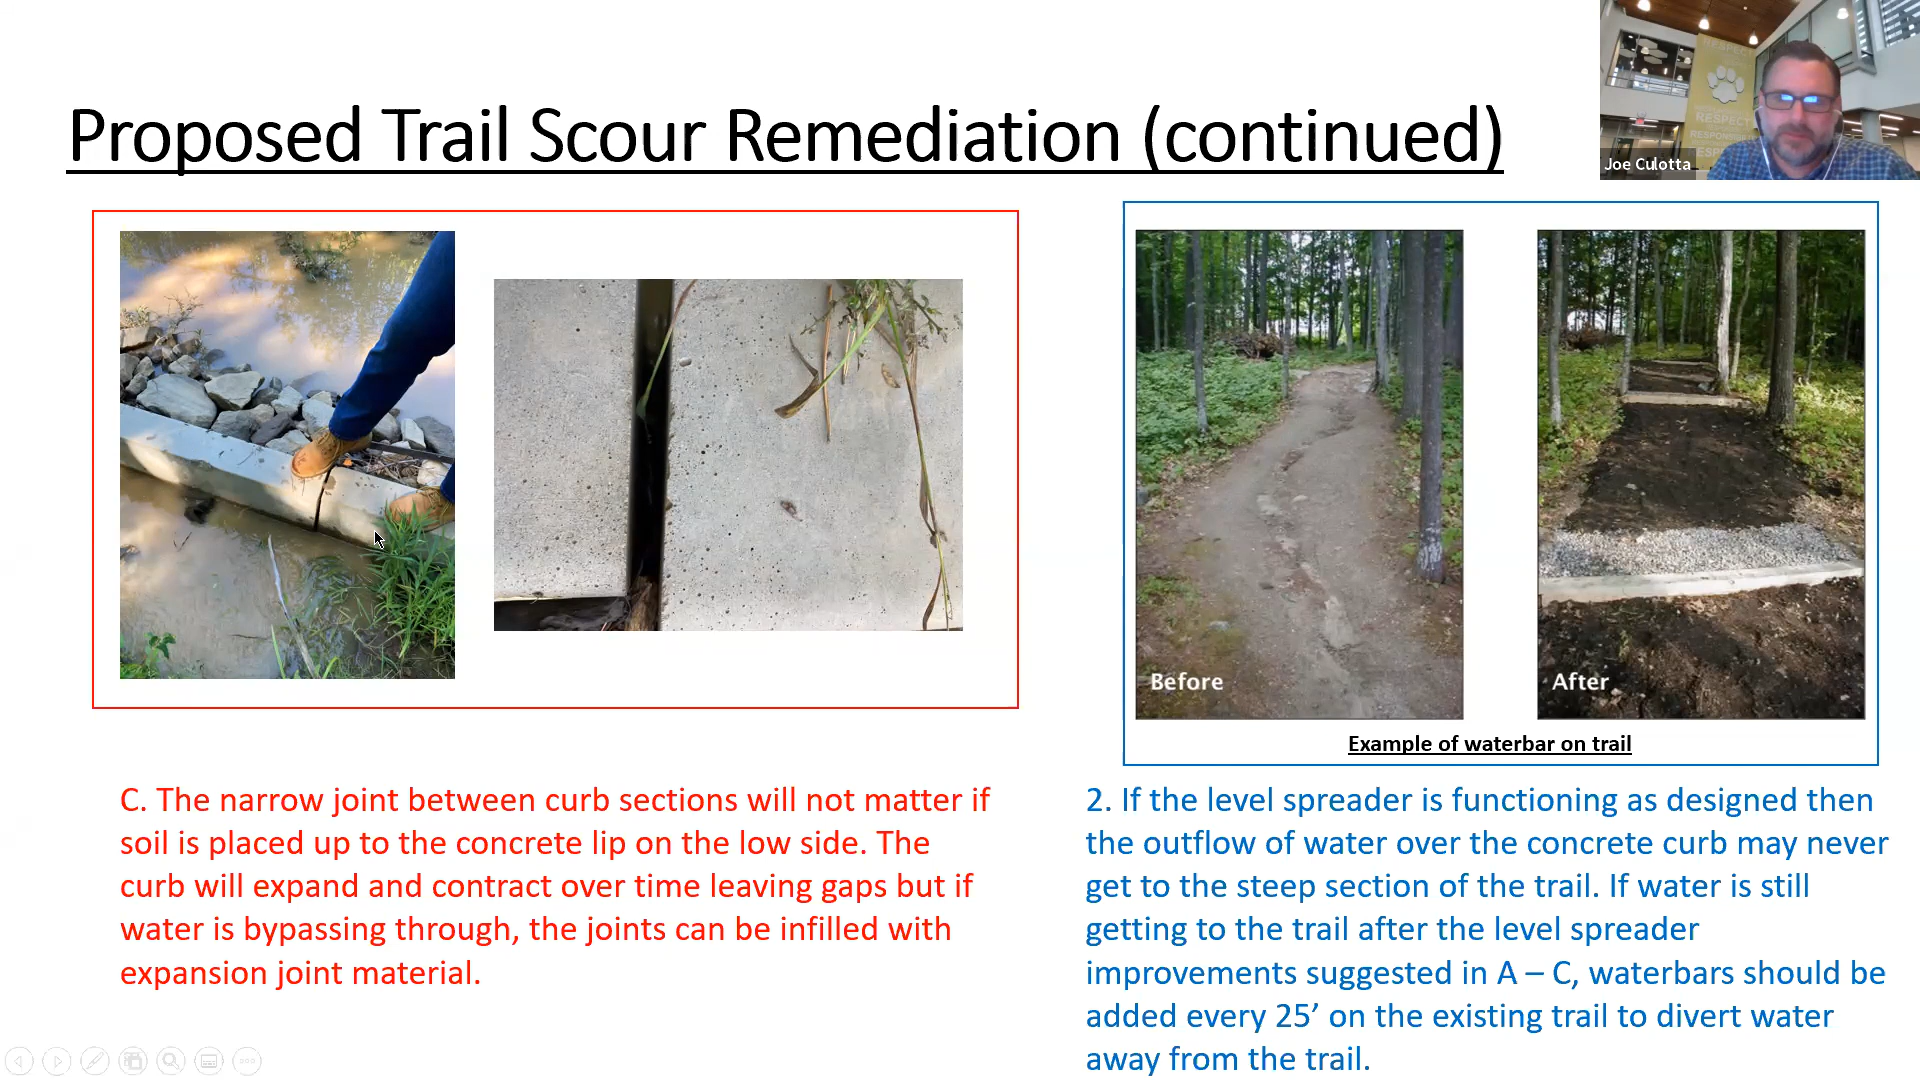 Proposed Trail Scour Remediation (continued)
RESPECT
RESPECT
RESPONSI
Joe Culotta
Before
After
Example of waterbar on trail
C. The narrow joint between curb sections will not matter if
soil is placed up to the concrete lip on the low side. The
curb will expand and contract over time leaving gaps but if
water is bypassing through, the joints can be infilled with
expansion joint material.
2. If the level spreader is functioning as designed then
the outflow of water over the concrete curb may never
get to the steep section of the trail. If water is still
getting to the trail after the level spreader
improvements suggested in A – C, waterbars should be
added every 25’ on the existing trail to divert water
away from the trail.